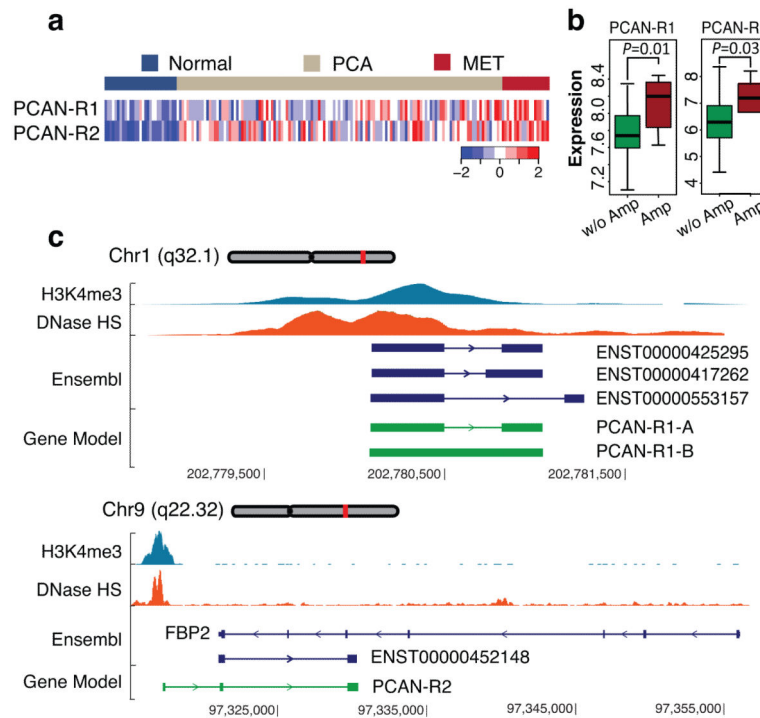 a
Normal PCA MET
PCAN-R1
PCAN-R2
−2 0 2
b
PCAN-R1
P=0.01
Expression
8.4
8.0
7.6
7.2
w/o Amp
Amp
PCAN-R
P=0.03
8
7
6
5
4
w/o Amp
Amp
c
Chr1 (q32.1)
H3K4me3
DNase HS
Ensembl
ENST00000425295
ENST00000417262
ENST00000553157
Gene Model
PCAN-R1-A
PCAN-R1-B
202,779,500 202,780,500 202,781,500
Chr9 (q22.32)
H3K4me3
DNase HS
Ensembl
FBP2
ENST00000452148
Gene Model
PCAN-R2
97,325,000 97,335,000 97,345,000 97,355,000